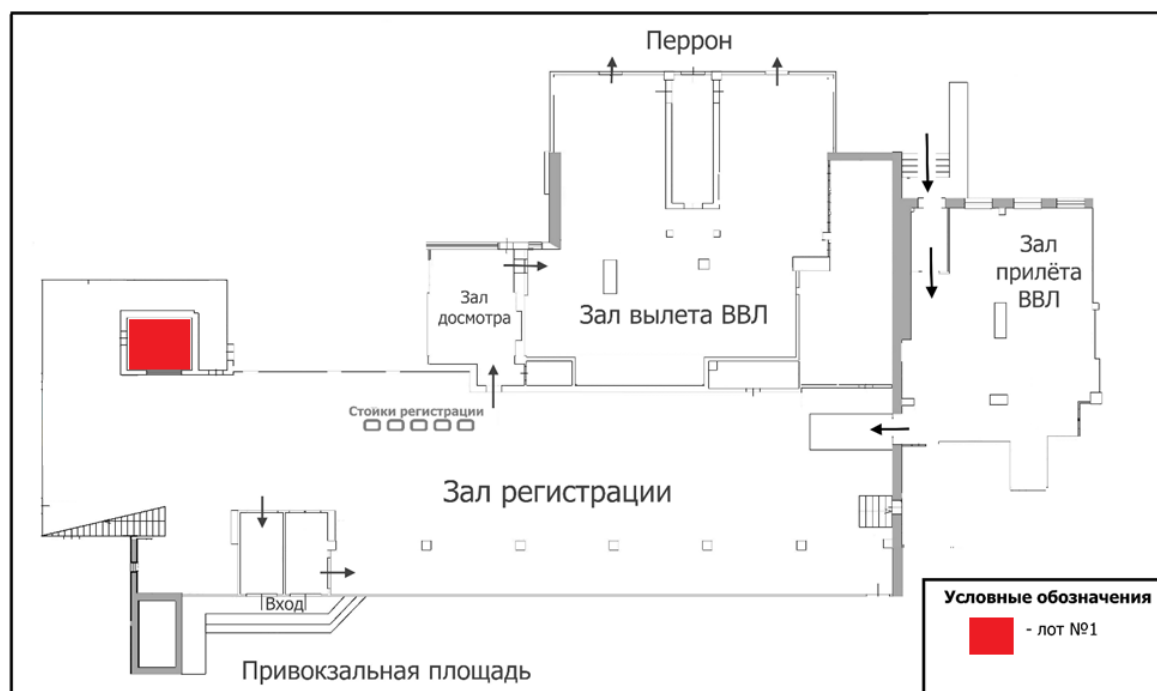 Перрон
Зал
прилёта
ВВЛ
Зал
досмотра
Зал вылета ВВЛ
Стойки регистрации
Зал регистрации
Вход
Привокзальная площадь
Условные обозначения
- лот №1